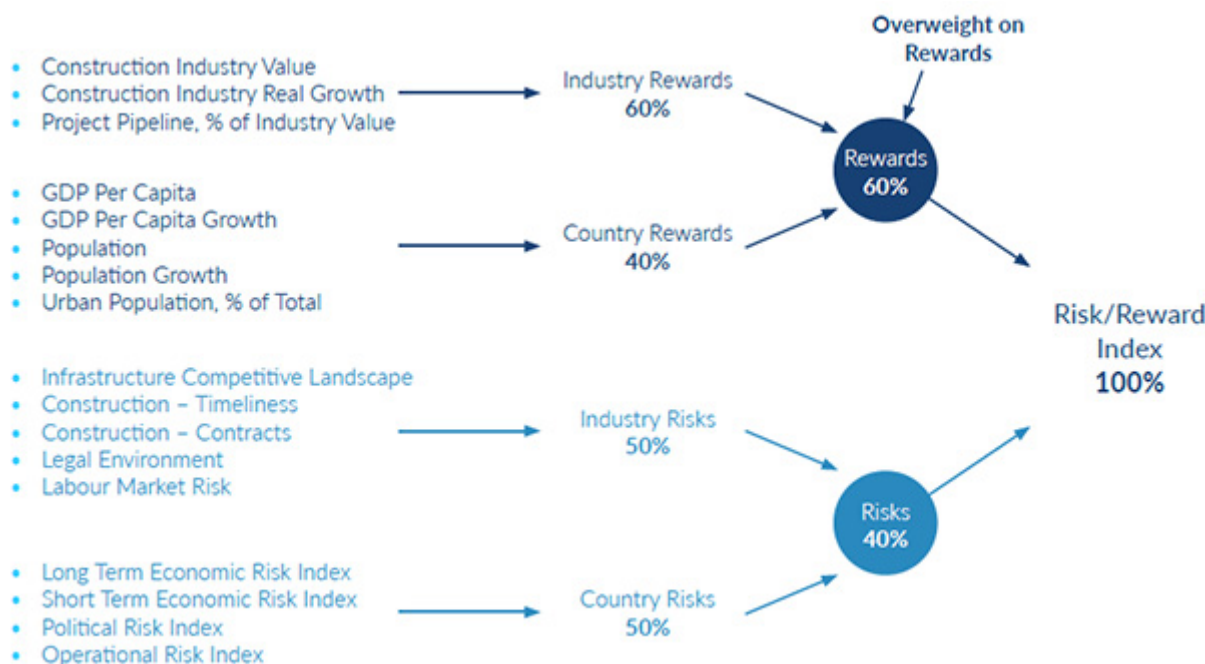 Overweight on
Rewards
• Construction Industry Value
• Construction Industry Real Growth
• Project Pipeline, % of Industry Value
Industry Rewards
60%
Rewards
60%
• GDP Per Capita
• GDP Per Capita Growth
• Population
• Population Growth
• Urban Population, % of Total
Country Rewards
40%
Risk/Reward
Index
100%
• Infrastructure Competitive Landscape
• Construction – Timeliness
• Construction – Contracts
• Legal Environment
• Labour Market Risk
Industry Risks
50%
Risks
40%
• Long Term Economic Risk Index
• Short Term Economic Risk Index
• Political Risk Index
• Operational Risk Index
Country Risks
50%